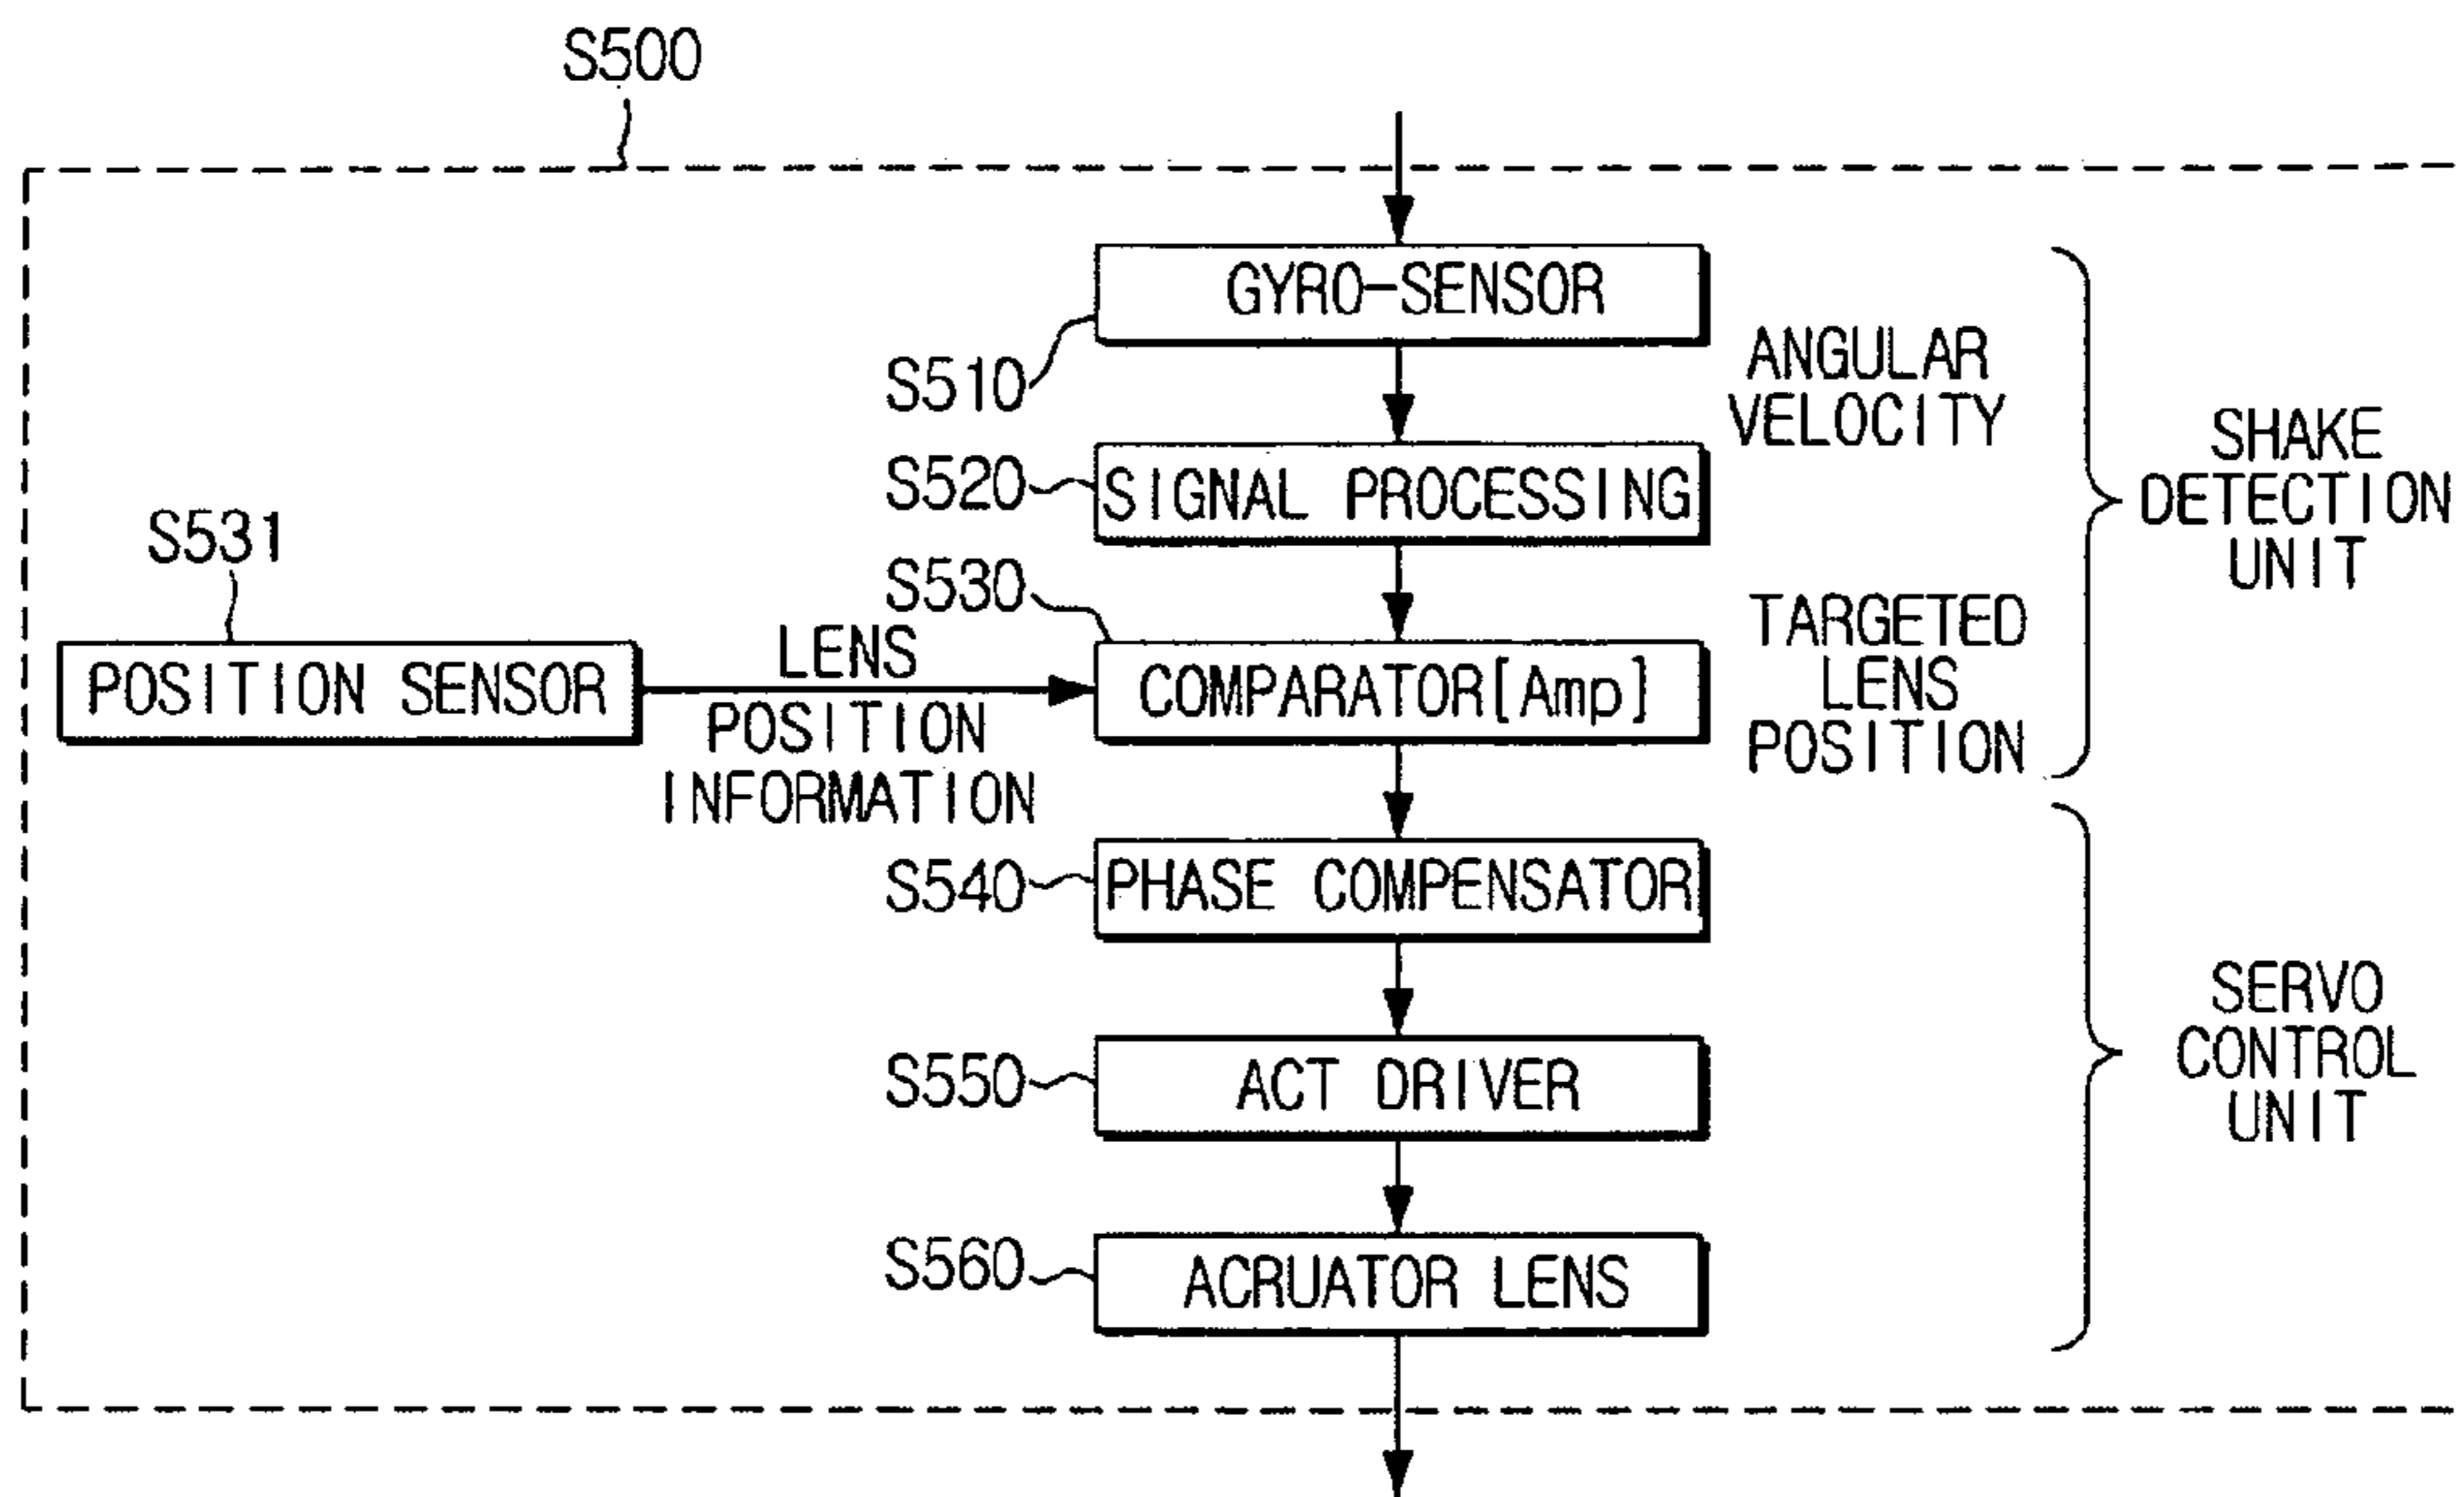 S500
GYRO-SENSOR
S510
ANGULAR
VELOCITY
S520
SIGNAL PROCESSING
SHAKE
DETECTION
UNIT
S531
S530
POSITION SENSOR
LENS
POSITION
INFORMATION
COMPARATOR[Amp]
TARGETED
LENS
POSITION
S540
PHASE COMPENSATOR
S550
ACT DRIVER
SERVO
CONTROL
UNIT
S560
ACRUATOR LENS